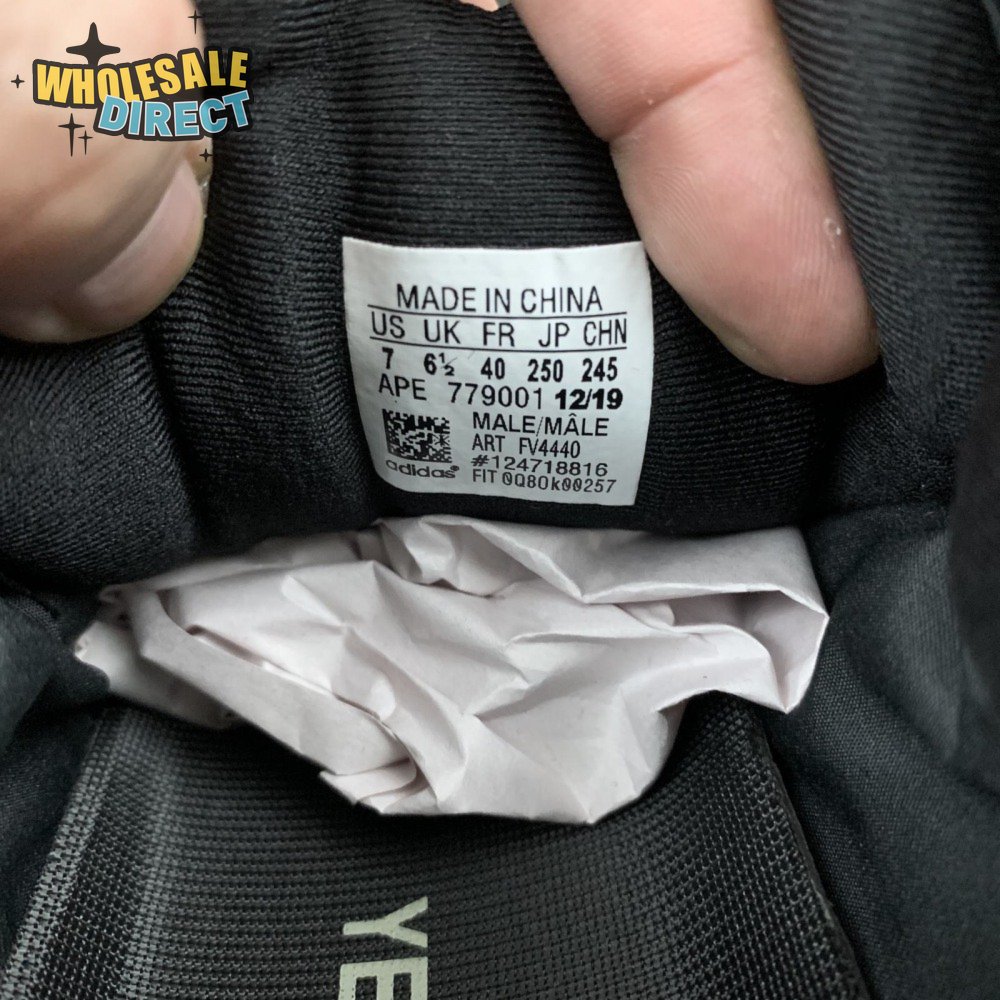 WHOLESALE
DIRECT
MADE IN CHINA
US UK FR JP CHN
7 6½ 40 250 245
APE 779001 12/19
MALE/MÂLE
ART FV4440
#124718816
adidas®
FIT 0Q80k00257
YE